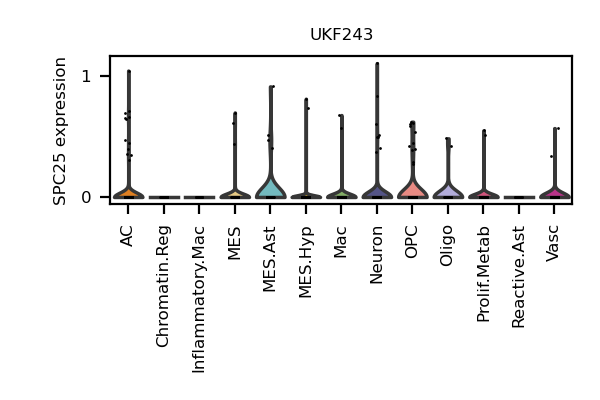 UKF243
SPC25 expression
1
0
AC
Chromatin.Reg
Inflammatory.Mac
MES
MES.Ast
MES.Hyp
Mac
Neuron
OPC
Oligo
Prolif.Metab
Reactive.Ast
Vasc